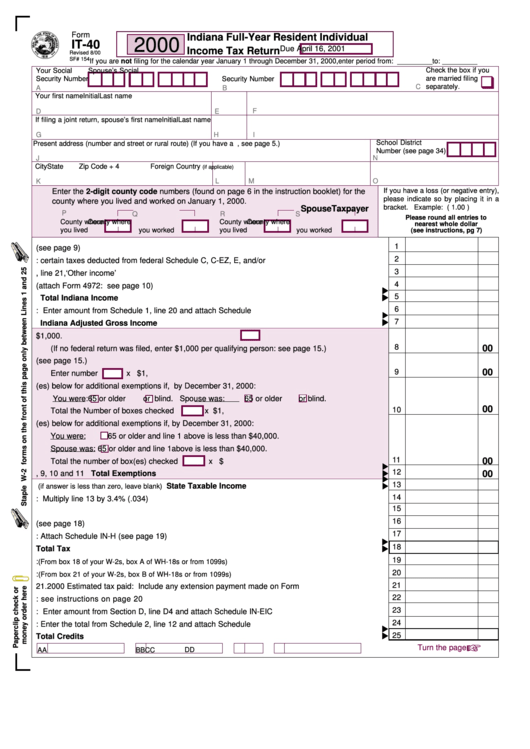 Form
IT-40
Revised 8/00
SF# 154
2000
Indiana Full-Year Resident Individual
Income Tax Return
Due April 16, 2001
If you are not filing for the calendar year January 1 through December 31, 2000,enter period from: ________ to: ________
Your Social
Security Number
A
Spouse's Social
Security Number
B
Check the box if you
are married filing
C separately.
Your first nameInitialLast name
D E F
If filing a joint return, spouse's first nameInitialLast name
G H I
Present address (number and street or rural route) (If you have a , see page 5.)
J
School District
Number (see page 34)
N
CityState Zip Code + 4 Foreign Country (if applicable)
K L M O
Enter the 2-digit county code numbers (found on page 6 in the instruction booklet) for the
county where you lived and worked on January 1, 2000.
SpouseTaxpayer
P Q R S
County where County where County where County where
you lived you worked you lived you worked
If you have a loss (or negative entry),
please indicate so by placing it in a
bracket. Example: ( 1.00 )
Please round all entries to
nearest whole dollar
(see instructions, pg 7)
(see page 9) 1
: certain taxes deducted from federal Schedule C, C-EZ, E, and/or 2
, line 21,'Other income' 3
(attach Form 4972: see page 10) 4
Total Indiana Income 5
: Enter amount from Schedule 1, line 20 and attach Schedule 6
Indiana Adjusted Gross Income 7
$1,000.
(If no federal return was filed, enter $1,000 per qualifying person: see page 15.) 8 00
(see page 15.)
Enter number x $1, 9 00
(es) below for additional exemptions if, by December 31, 2000:
You were: 65 or older or blind. Spouse was: 65 or older or blind.
Total the Number of boxes checked x $1, 10 00
(es) below for additional exemptions if, by December 31, 2000:
You were: 65 or older and line 1 above is less than $40,000.
Spouse was: 65 or older and line 1above is less than $40,000.
Total the number of box(es) checked x $ 11 00
, 9, 10 and 11 Total Exemptions 12 00
(if answer is less than zero, leave blank) State Taxable Income 13
: Multiply line 13 by 3.4% (.034) 14
15
(see page 18) 16
: Attach Schedule IN-H (see page 19) 17
Total Tax 18
:(From box 18 of your W-2s, box A of WH-18s or from 1099s) 19
:(From box 21 of your W-2s, box B of WH-18s or from 1099s) 20
21.2000 Estimated tax paid: Include any extension payment made on Form 21
: see instructions on page 20 22
: Enter amount from Section D, line D4 and attach Schedule IN-EIC 23
: Enter the total from Schedule 2, line 12 and attach Schedule 24
Total Credits 25
AA BBCC DD
Turn the page
Staple W-2 forms on the front of this page only between Lines 1 and 25
Paperclip check or
money order here